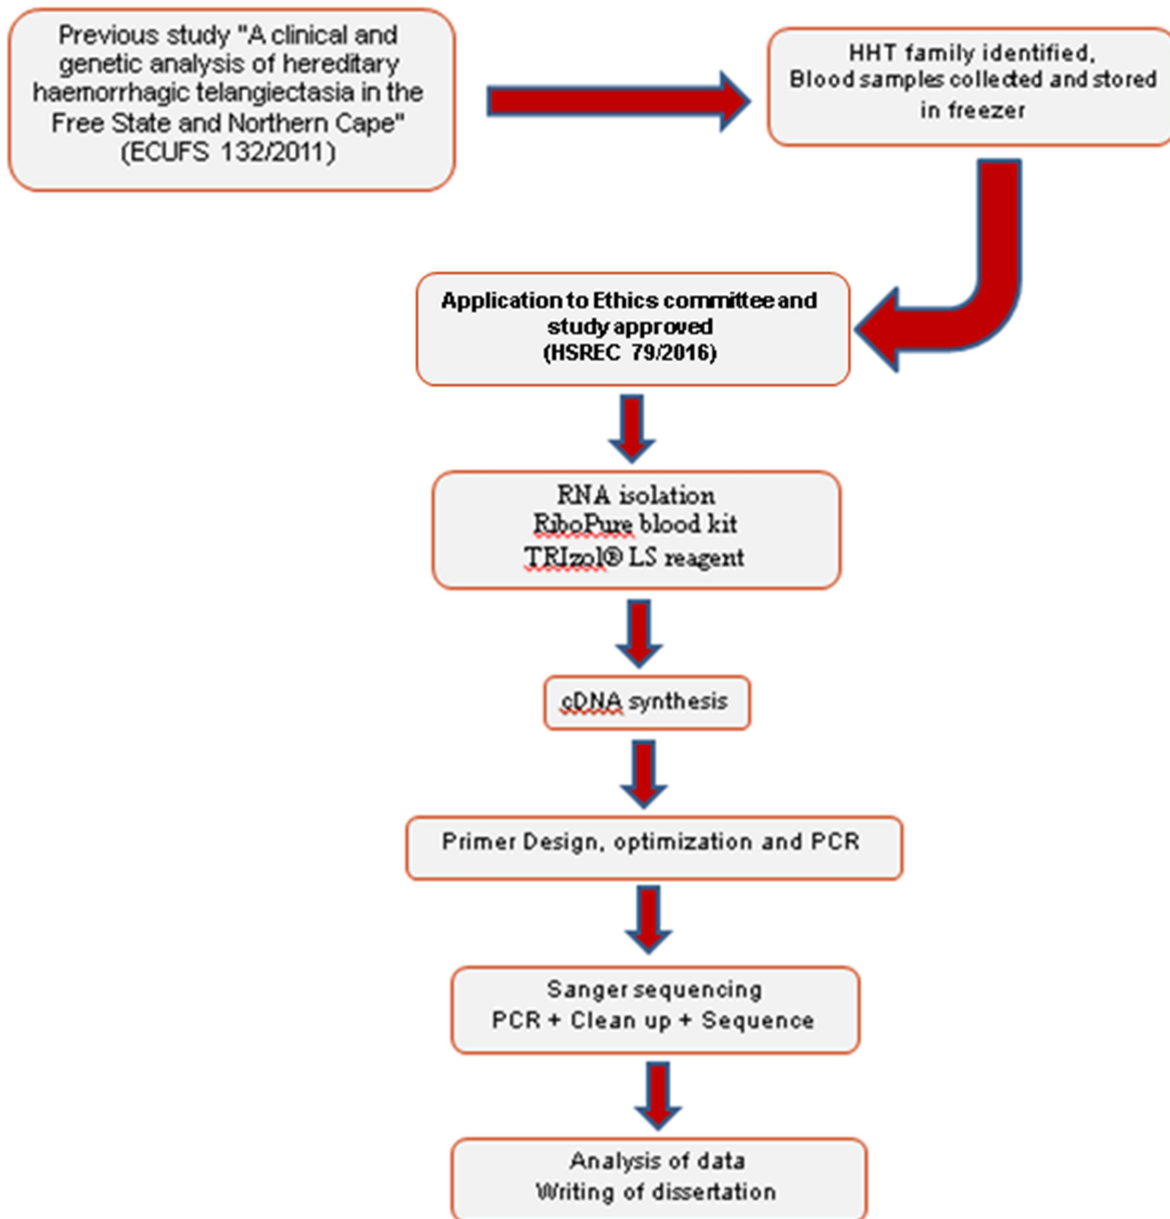 Previous study "A clinical and
genetic analysis of hereditary
haemorrhagic telangiectasia in the
Free State and Northern Cape"
(ECUFS 132/2011)
HHT family identified,
Blood samples collected and stored
in freezer
Application to Ethics committee and
study approved
(HSREC 79/2016)
RNA isolation
RiboPure blood kit
TRIzol® LS reagent
cDNA synthesis
Primer Design, optimization and PCR
Sanger sequencing
PCR + Clean up + Sequence
Analysis of data
Writing of dissertation